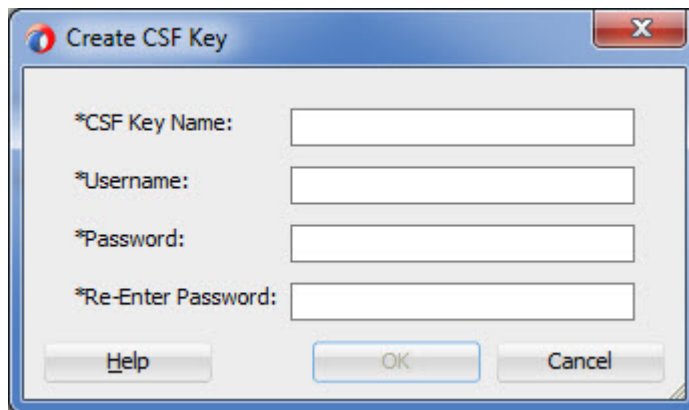 Create CSF Key
*CSF Key Name:
*Username:
*Password:
*Re-Enter Password:
Help OK Cancel